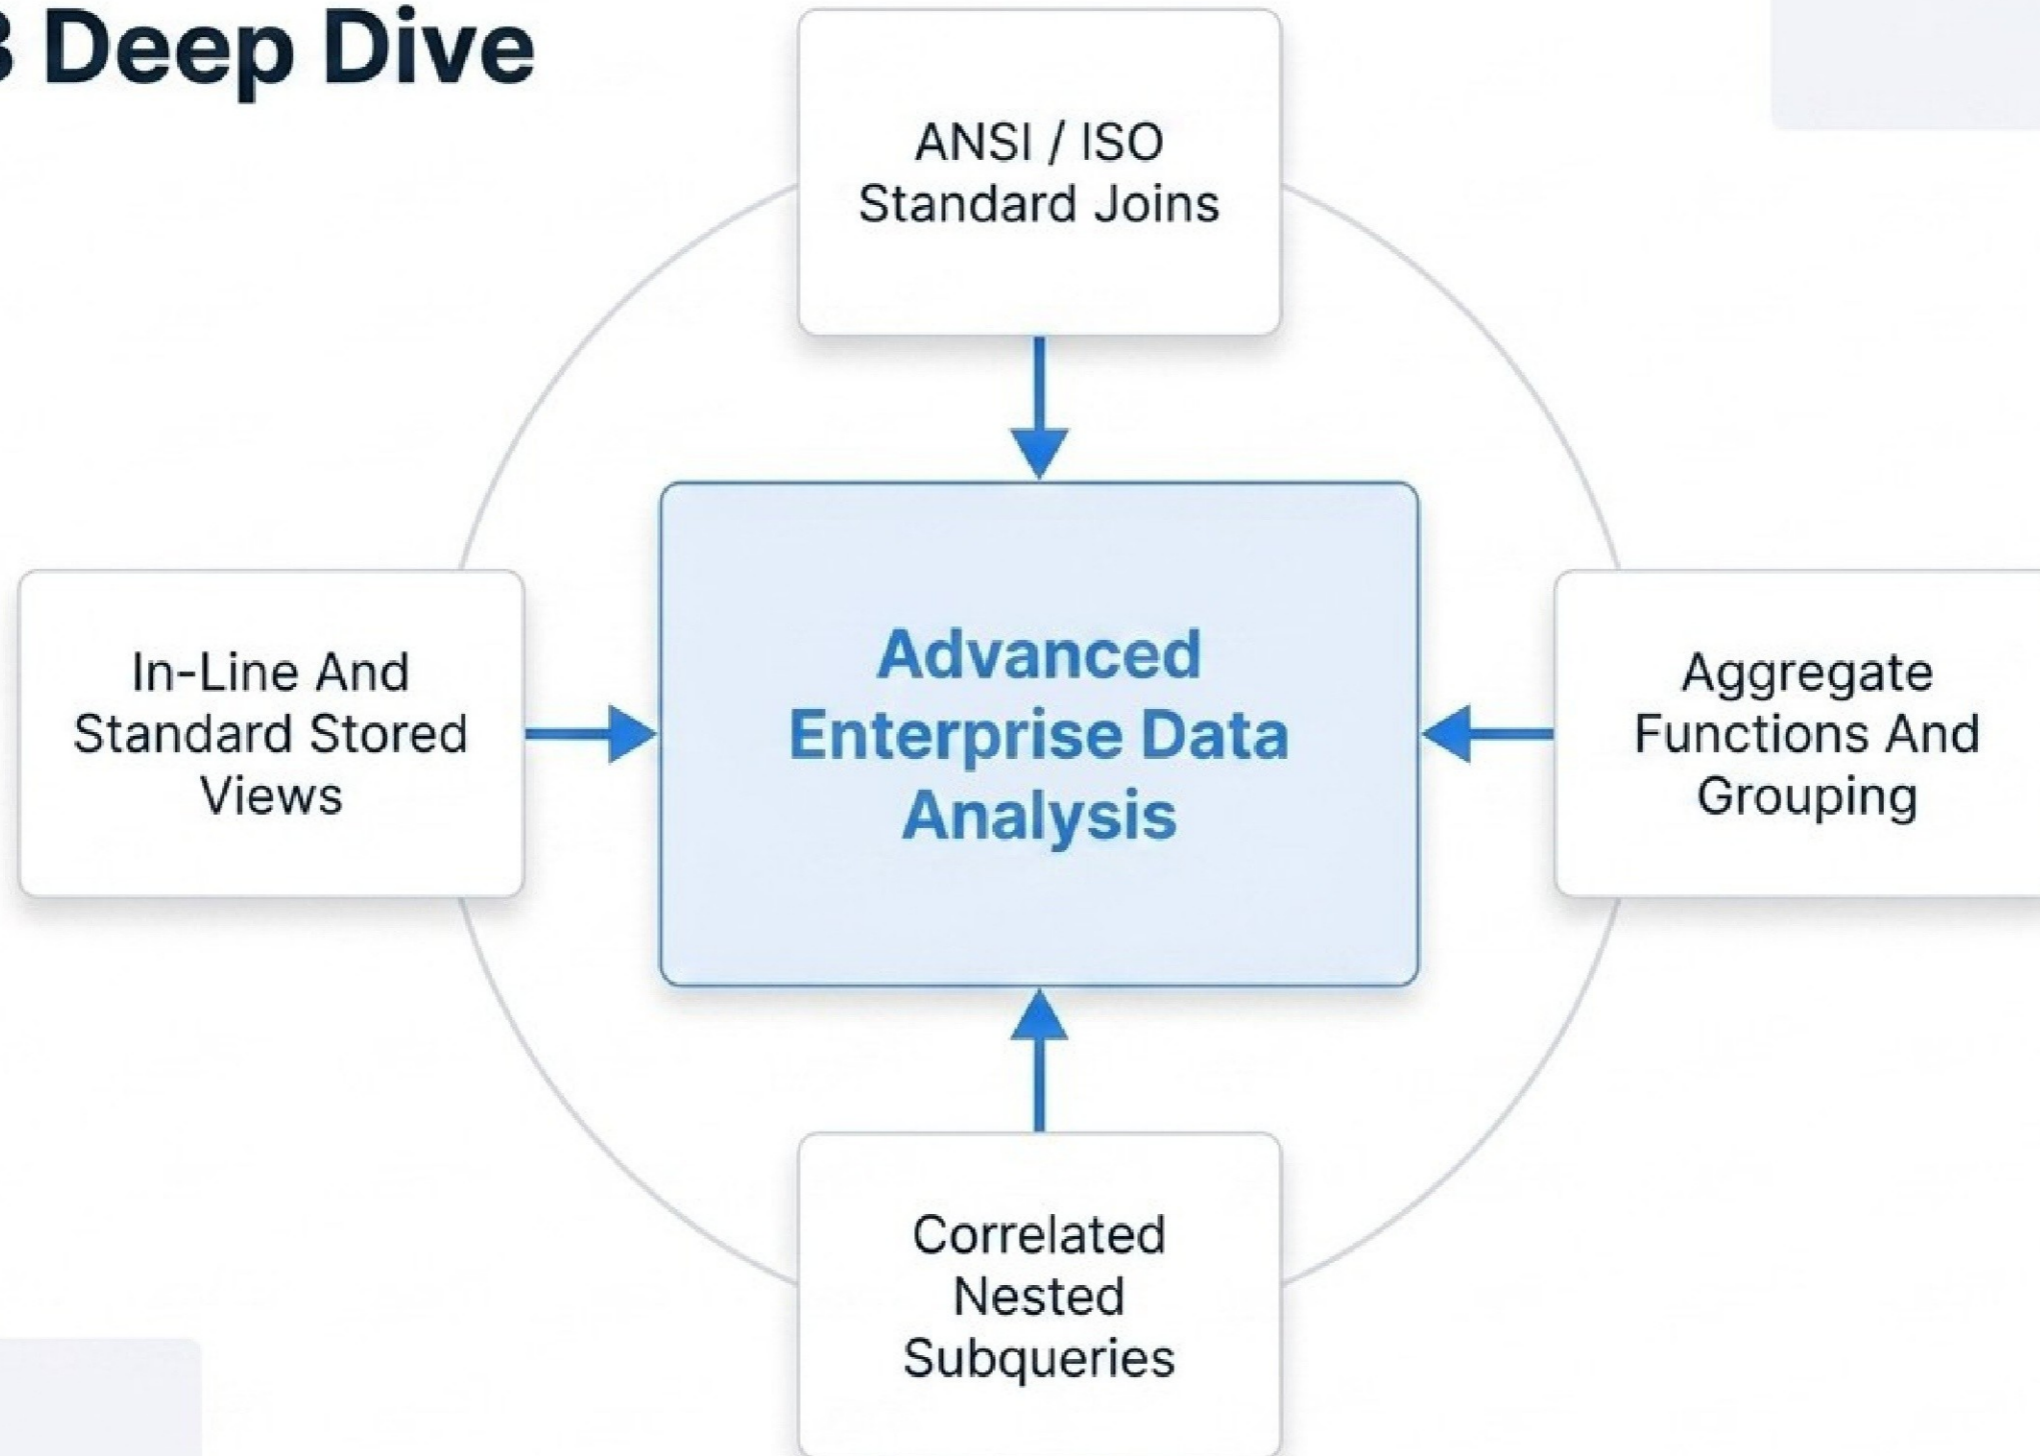 Deep Dive
ANSI / ISO
Standard Joins
In-Line And
Standard Stored
Views
Advanced
Enterprise Data
Analysis
Aggregate
Functions And
Grouping
Correlated
Nested
Subqueries